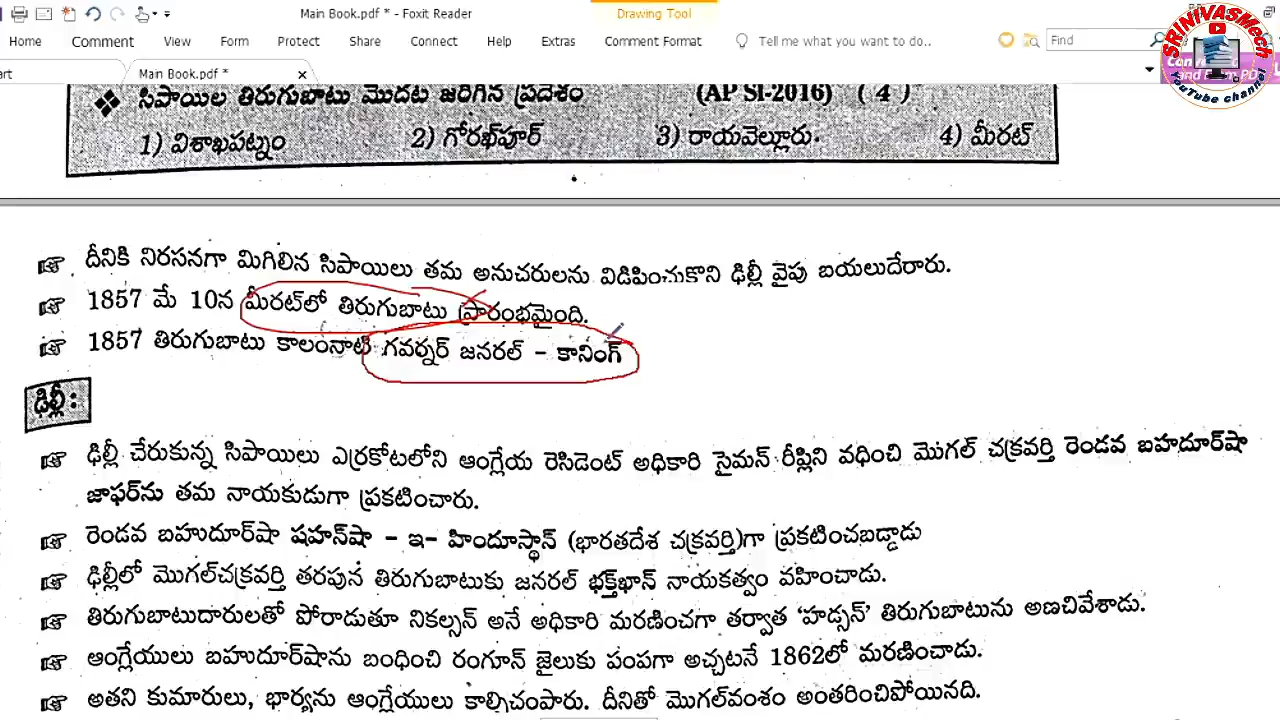 Main Book.pdf * - Foxit Reader
Drawing Tool
Home Comment View Form Protect Share Connect Help Extras Comment Format Tell me what you want to do.. Find
art Main Book.pdf *
SRINIVASMech
YouTube channel
సిపాయిల తిరుగుబాటు మొదట జరిగిన ప్రదేశం (AP SI-2016) ( 4 )
1) విశాఖపట్నం 2) గోరఖ్‌పూర్ 3) రాయవెల్లూరు. 4) మీరట్
దీనికి నిరసనగా మిగిలిన సిపాయిలు తమ అనుచరులను విడిపించుకొని ఢిల్లీ వైపు బయలుదేరారు.
1857 మే 10న మీరట్‌లో తిరుగుబాటు ప్రారంభమైంది.
1857 తిరుగుబాటు కాలంనాటి గవర్నర్ జనరల్ - కానింగ్
ఢిల్లీ:
ఢిల్లీ చేరుకున్న సిపాయిలు ఎర్రకోటలోని ఆంగ్లేయ రెసిడెంట్ అధికారి సైమన్ రీప్లిని వధించి మొగల్ చక్రవర్తి రెండవ బహదూర్‌షా
జాఫర్‌ను తమ నాయకుడుగా ప్రకటించారు.
రెండవ బహుదూర్‌షా షహన్‌షా - ఇ- హిందూస్థాన్ (భారతదేశ చక్రవర్తి)గా ప్రకటించబడ్డాడు
ఢిల్లీలో మొగల్‌చక్రవర్తి తరపున తిరుగుబాటుకు జనరల్ భక్త్‌ఖాన్ నాయకత్వం వహించాడు.
తిరుగుబాటుదారులతో పోరాడుతూ నికల్సన్ అనే అధికారి మరణించగా తర్వాత 'హడ్సన్' తిరుగుబాటును అణచివేశాడు.
ఆంగ్లేయులు బహుదూర్‌షాను బంధించి రంగూన్ జైలుకు పంపగా అచ్చటనే 1862లో మరణించాడు.
అతని కుమారులు, భార్యను ఆంగ్లేయులు కాల్చిచంపారు. దీనితో మొగల్‌వంశం అంతరించిపోయినది.